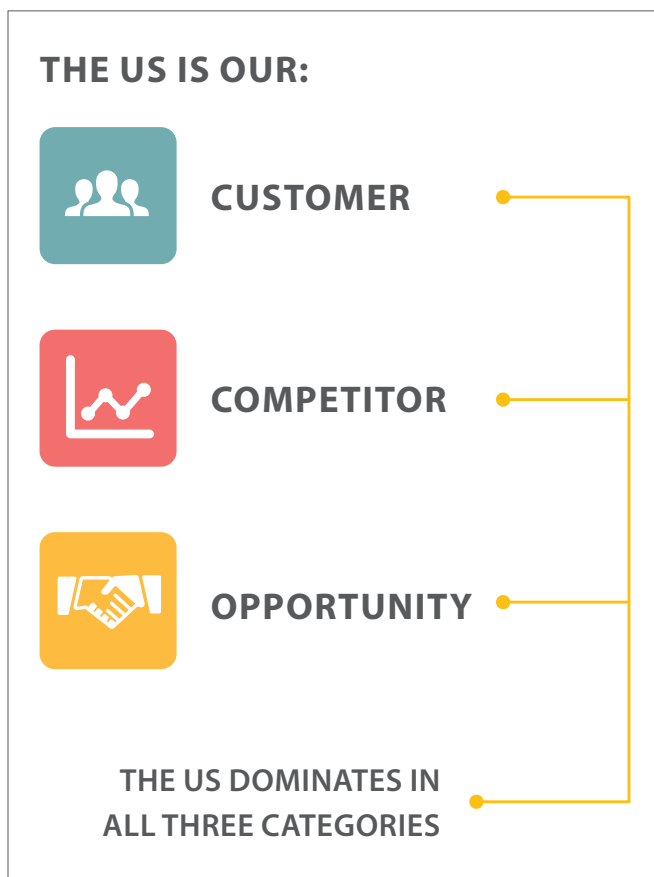 THE US IS OUR:
CUSTOMER
COMPETITOR
OPPORTUNITY
THE US DOMINATES IN
ALL THREE CATEGORIES